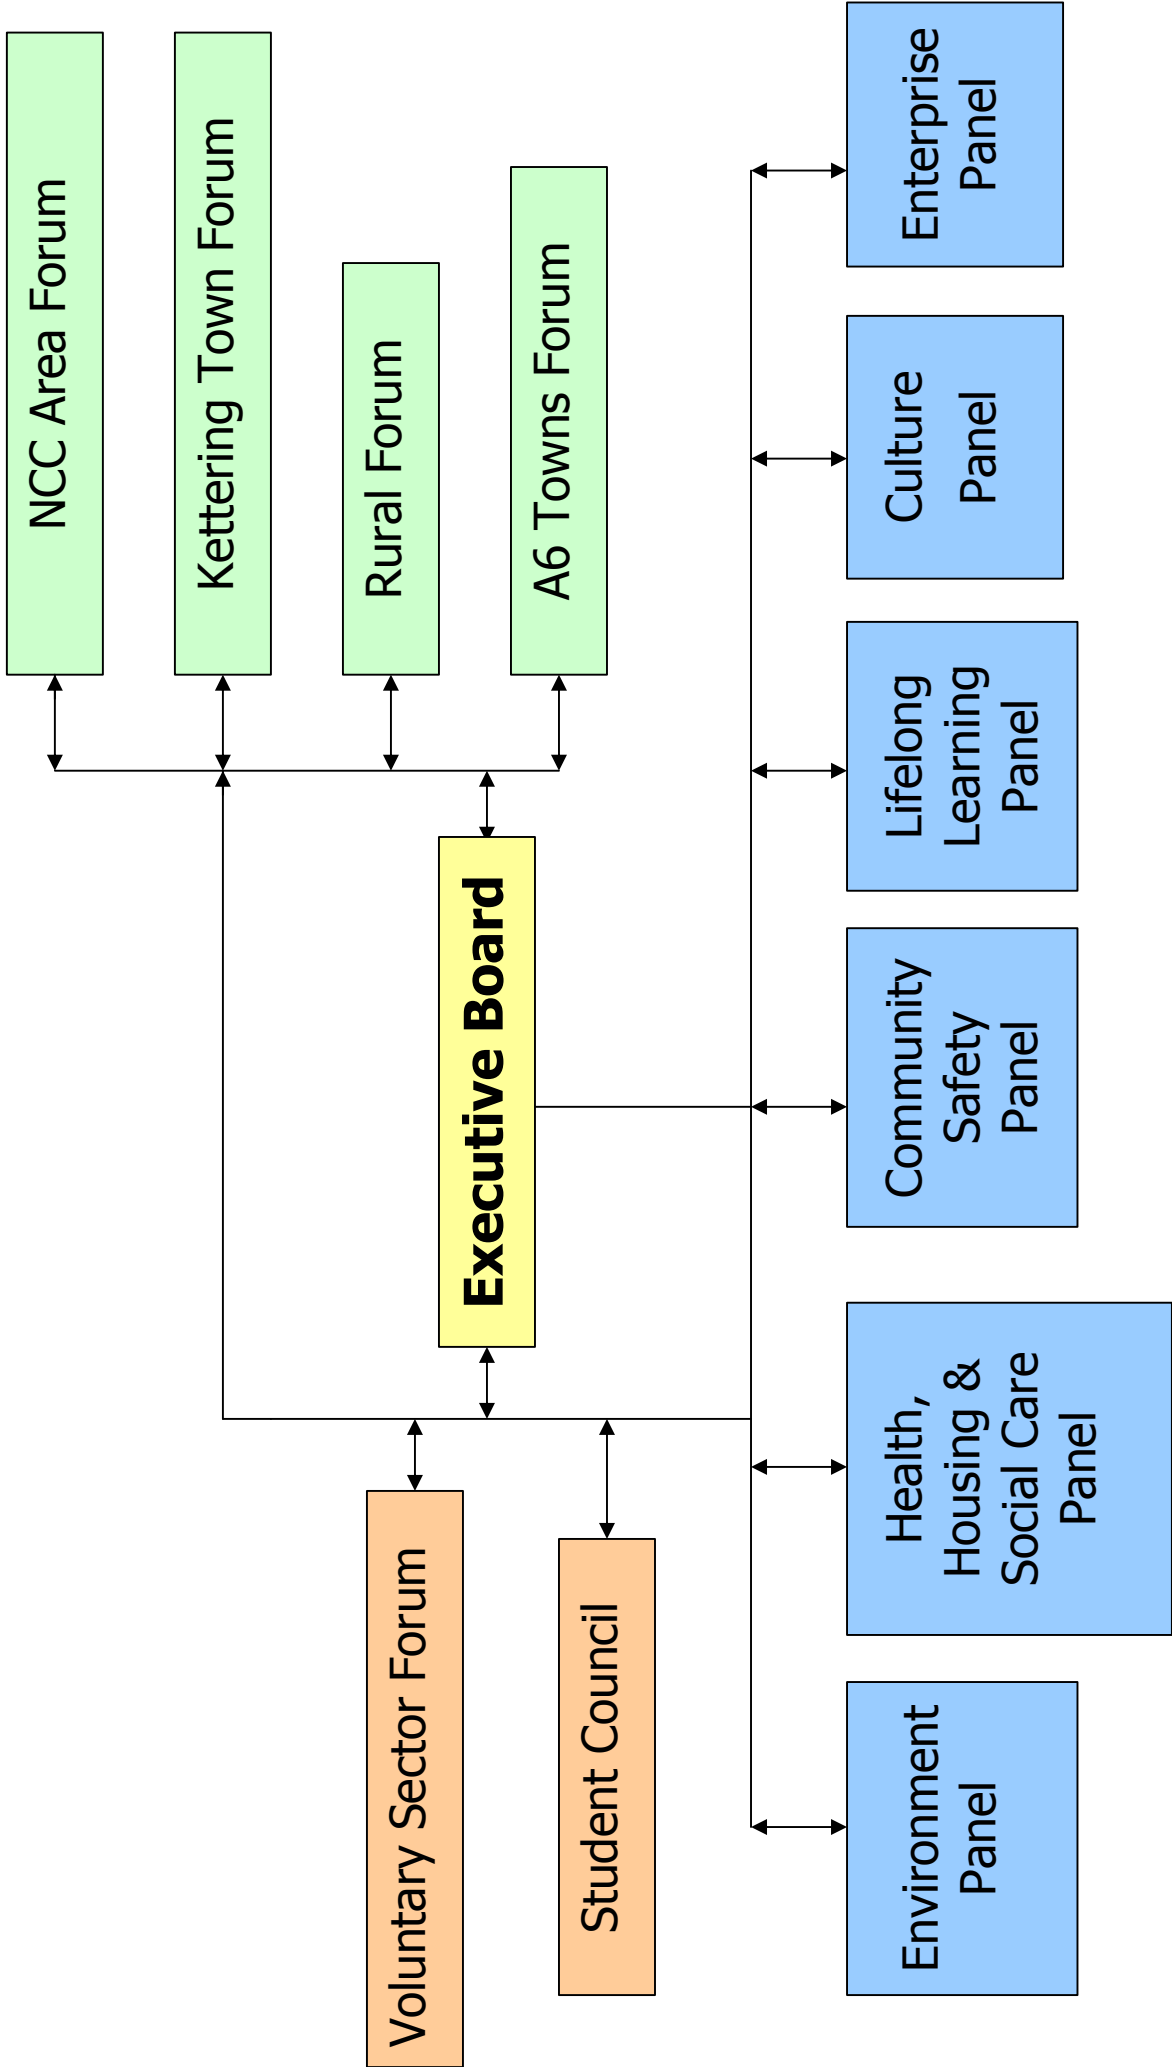 NCC Area Forum
Kettering Town Forum
Rural Forum
A6 Towns Forum
Executive Board
Voluntary Sector Forum
Student Council
Environment
Panel
Health,
Housing &
Social Care
Panel
Community
Safety
Panel
Lifelong
Learning
Panel
Culture
Panel
Enterprise
Panel